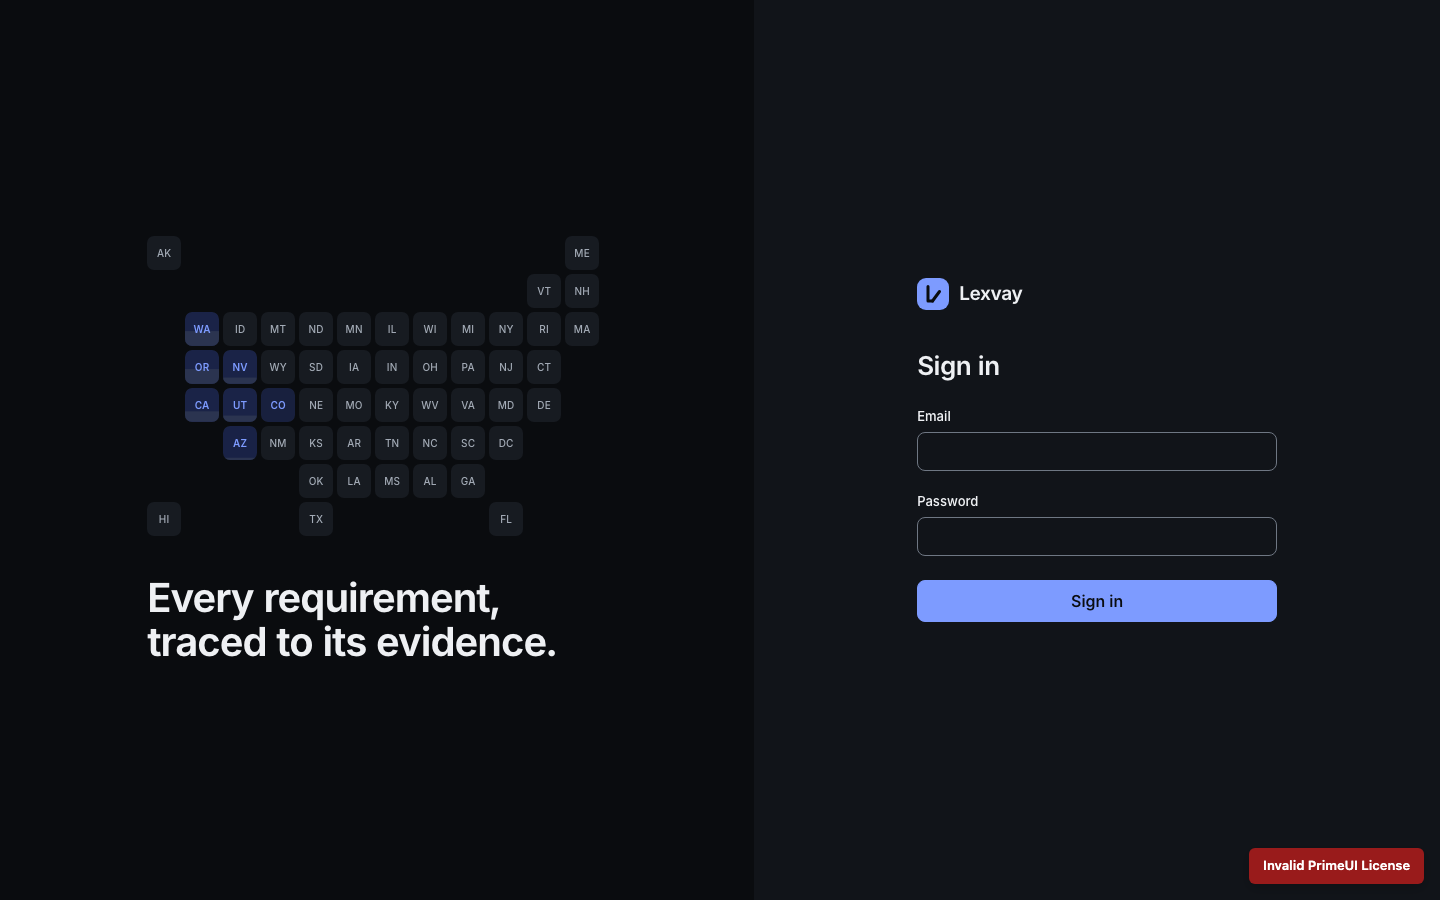 AK ME
VT NH
WA ID MT ND MN IL WI MI NY RI MA
OR NV WY SD IA IN OH PA NJ CT
CA UT CO NE MO KY WV VA MD DE
AZ NM KS AR TN NC SC DC
OK LA MS AL GA
HI TX FL
Every requirement,
traced to its evidence.
Lexvay
Sign in
Email
Password
Sign in
Invalid PrimeUI License